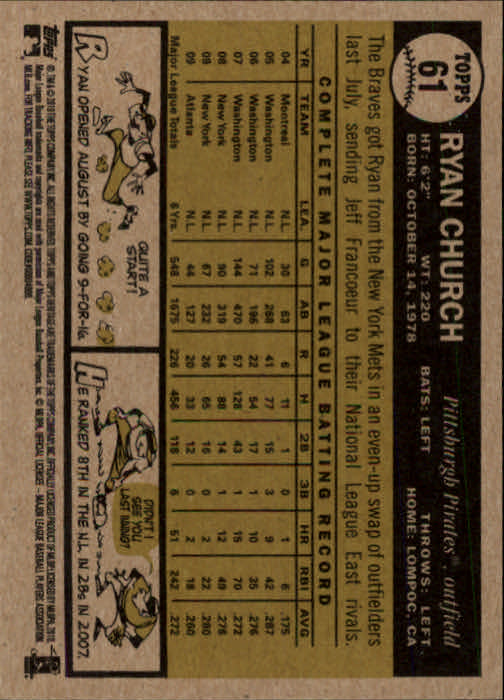 TOPPS
61
RYAN CHURCH
Pittsburgh Pirates™, outfield
HT: 6'2" WT: 220 BATS: LEFT THROWS: LEFT
BORN: OCTOBER 14, 1978 HOME: LOMPOC, CA
The Braves got Ryan from the New York Mets in an even-up swap of outfielders
last July, sending Jeff Francoeur to their National League East rivals.
COMPLETE MAJOR LEAGUE BATTING RECORD
YR TEAM LEA. G AB R H 2B 3B HR RBI AVG
04 Montreal N.L. 30 63 6 11 1 0 1 6 .175
05 Washington N.L. 102 268 41 77 15 3 9 42 .287
06 Washington N.L. 71 196 22 54 17 1 10 35 .276
07 Washington N.L. 144 470 57 128 43 1 15 70 .272
08 New York N.L. 90 319 54 88 14 1 12 49 .276
09 New York N.L. 67 232 26 65 16 0 2 22 .280
09 Atlanta N.L. 44 127 20 33 12 0 2 18 .260
Major League Totals 6 Yrs. 548 1675 226 456 118 6 51 242 .272
QUITE A
START!
RYAN OPENED AUGUST BY GOING 9-FOR-16.
DIDN'T I
SEE YOU
LAST INNING?
HE RANKED 8TH IN THE N.L. IN 2BS IN 2007.
Topps